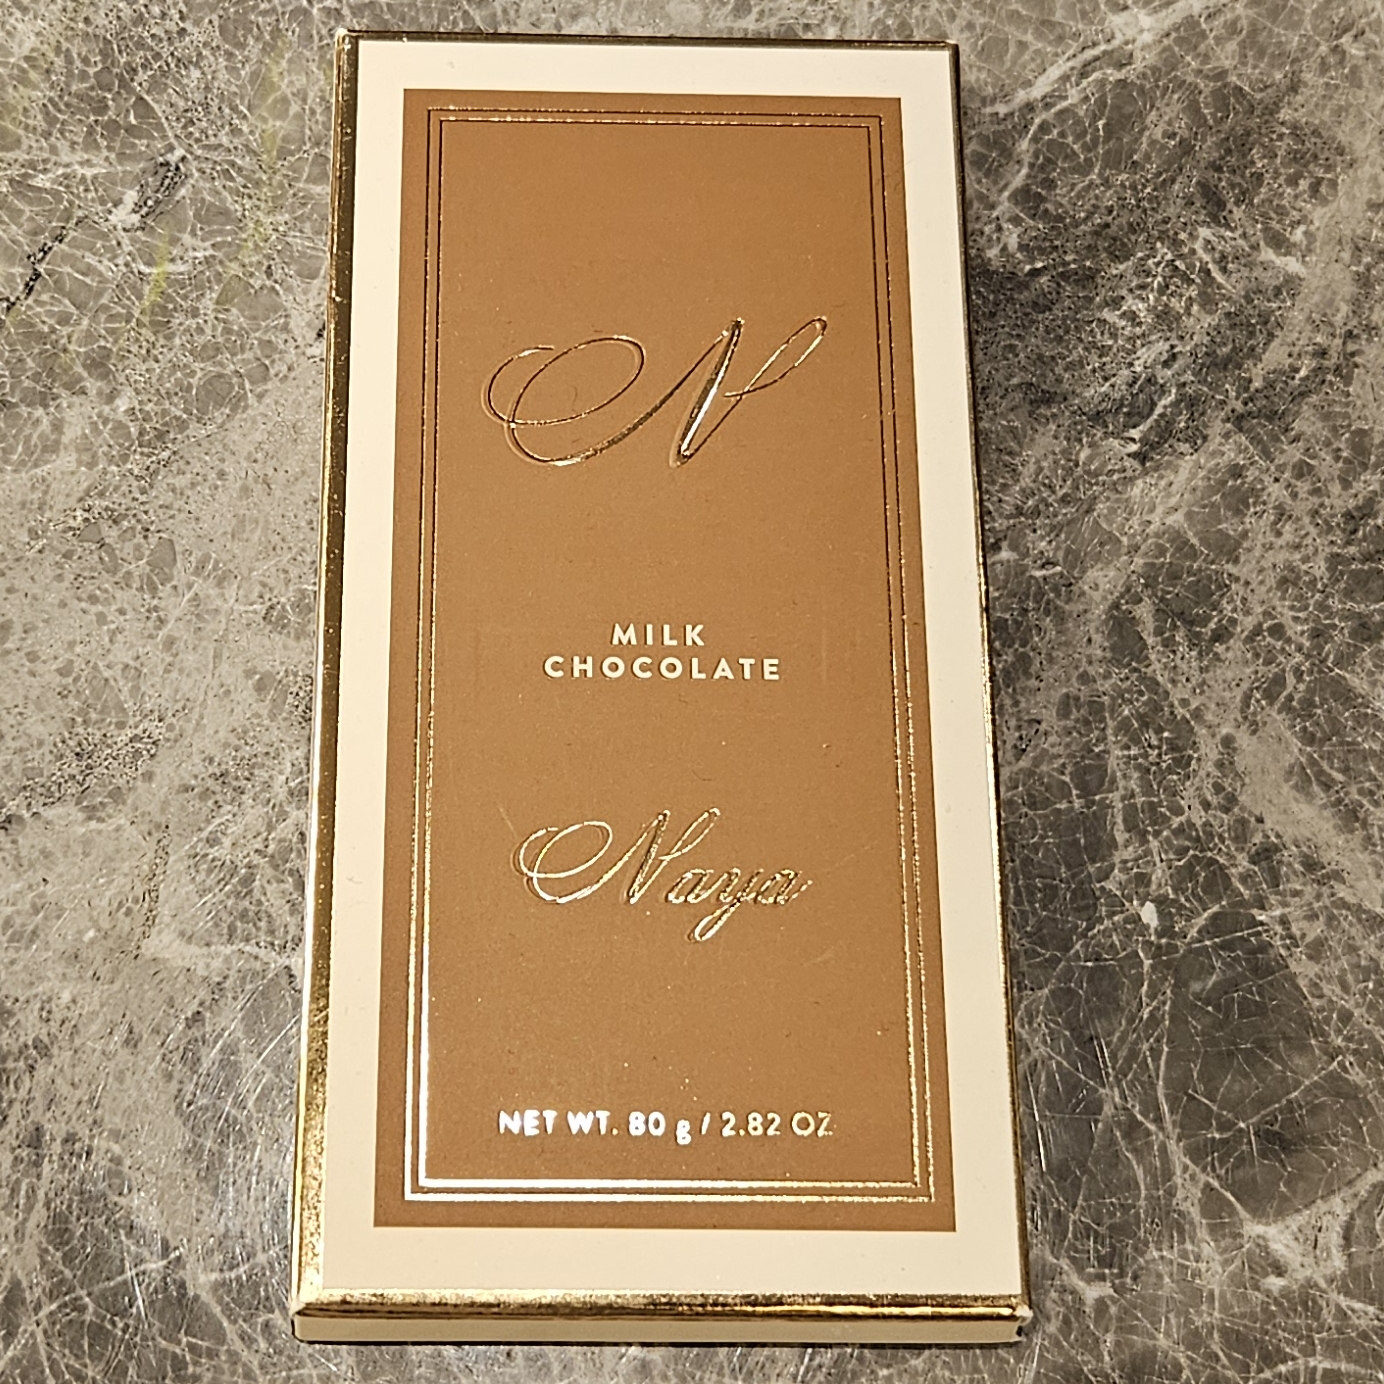 N
MILK
CHOCOLATE
Naya
NET WT. 80 g / 2.82 OZ